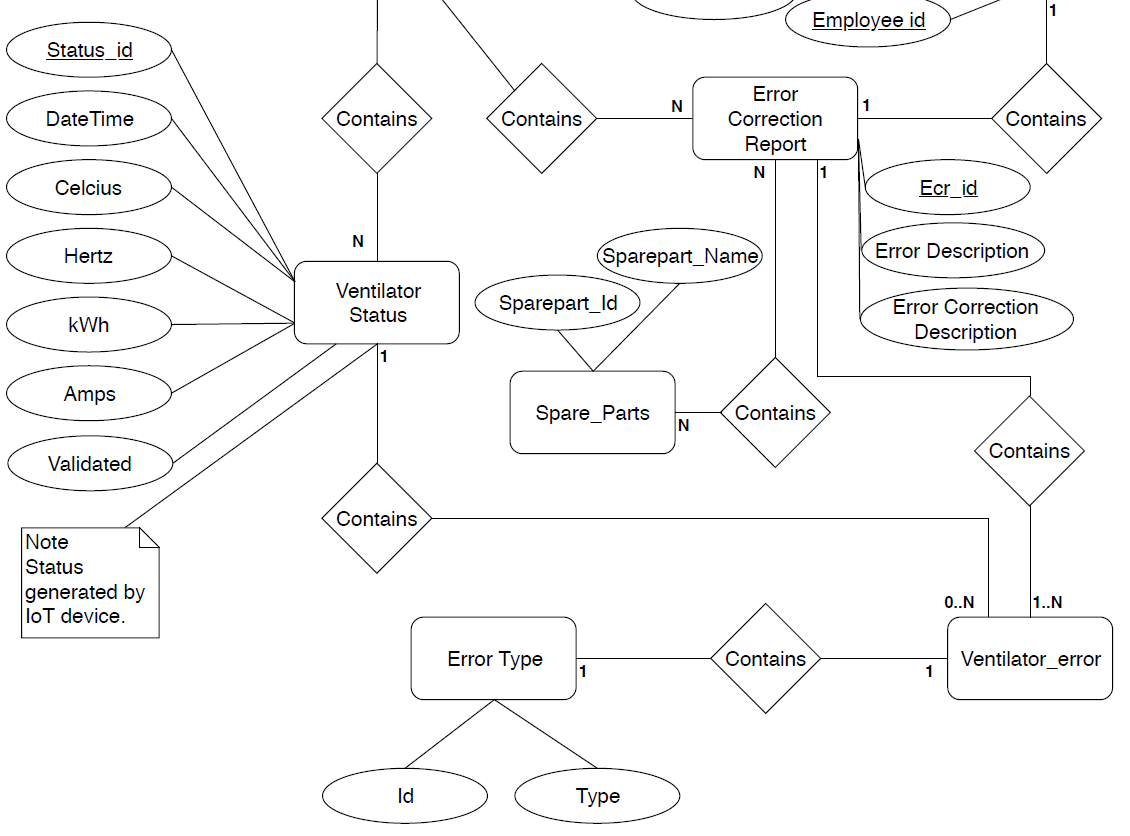 Employee id
1
Status_id
DateTime
Celcius
Hertz
kWh
Amps
Validated
Contains
Contains
N
Error
Correction
Report
1
Contains
N
1
Ecr_id
Error Description
Error Correction
Description
N
Ventilator
Status
1
Sparepart_Name
Sparepart_Id
Spare_Parts
N
Contains
Contains
Note
Status
generated by
IoT device.
Contains
0..N
1..N
Error Type
1
Contains
1
Ventilator_error
Id
Type